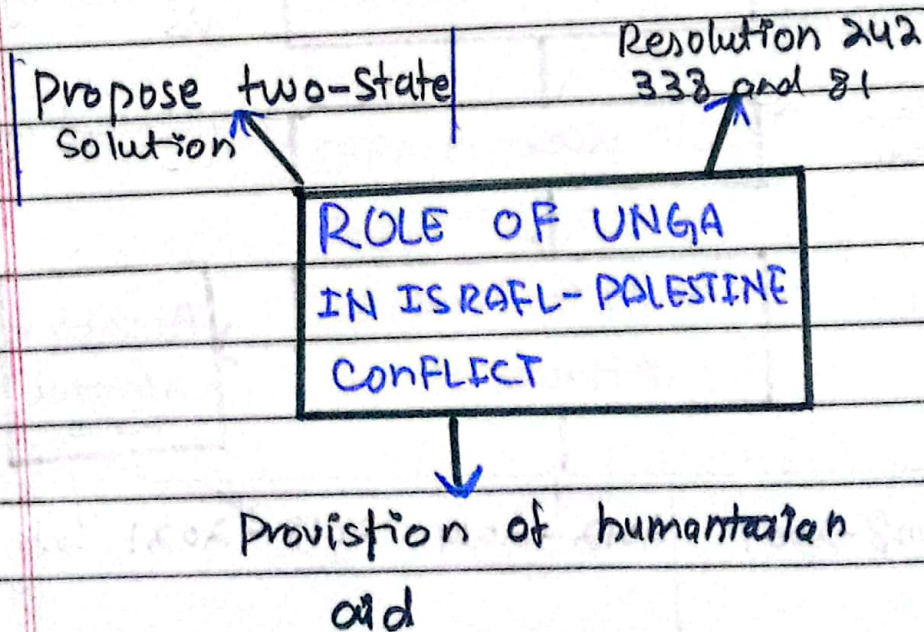 Propose two-State
Solution
Resolution 242
338 and 81
ROLE OF UNGA
IN ISRAFL-PALESTINE
CONFLICT
Provistion of humantaian
aid